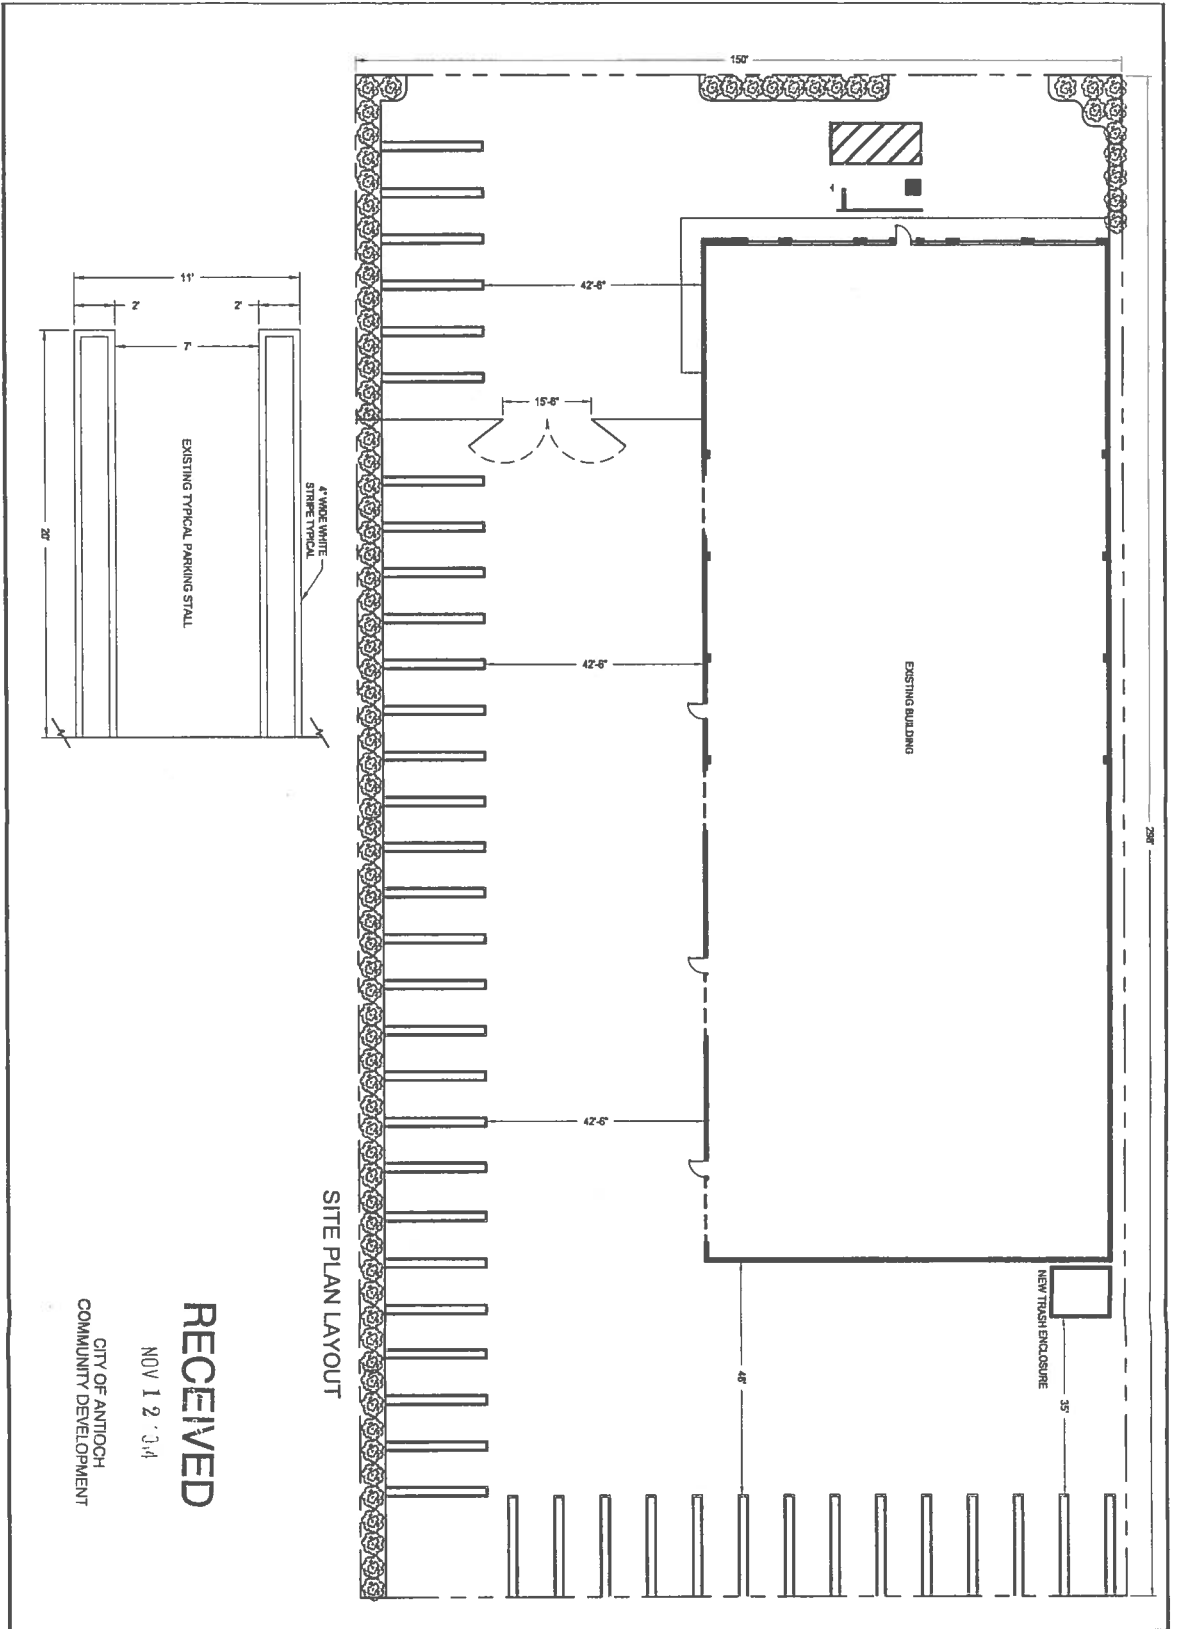 150'
298'
42'-6"
15'-6"
42'-6"
42'-6"
EXISTING BUILDING
NEW TRASH ENCLOSURE
46'
35'
11'
2'
2'
7'
20'
EXISTING TYPICAL PARKING STALL
4" WIDE WHITE
STRIPE TYPICAL
SITE PLAN LAYOUT
RECEIVED
NOV 12
CITY OF ANTIOCH
COMMUNITY DEVELOPMENT